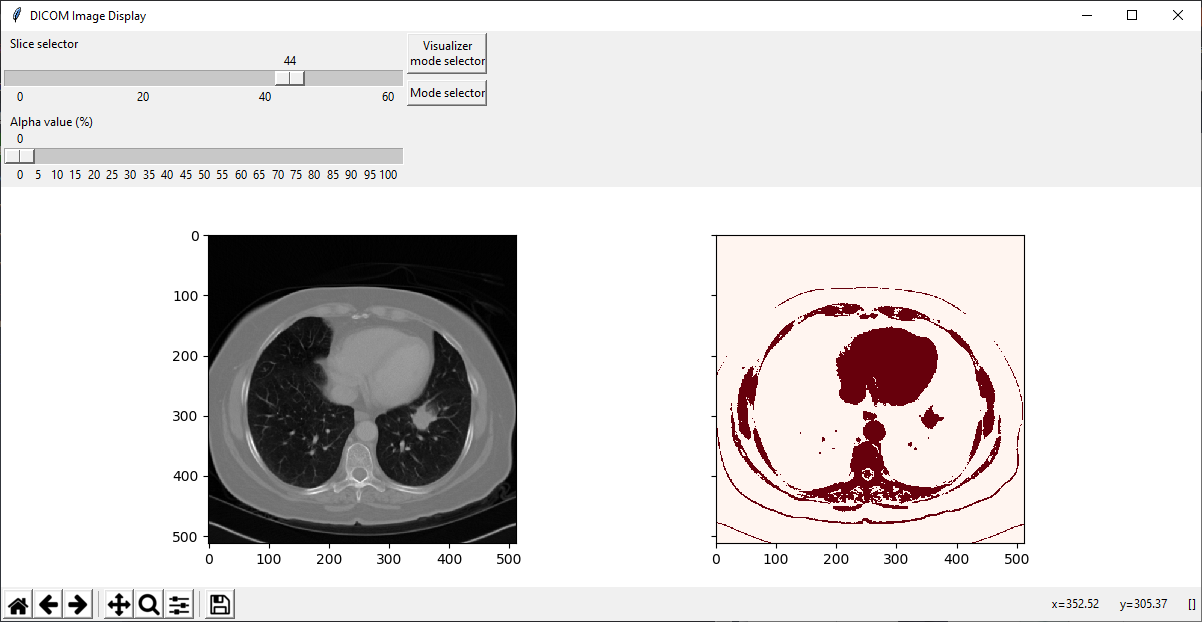 DICOM Image Display
Slice selector
44
0 20 40 60
Visualizer
mode selector
Mode selector
Alpha value (%)
0
0 5 10 15 20 25 30 35 40 45 50 55 60 65 70 75 80 85 90 95 100
0
100
200
300
400
500
0 100 200 300 400 500
0 100 200 300 400 500
x=352.52 y=305.37 []